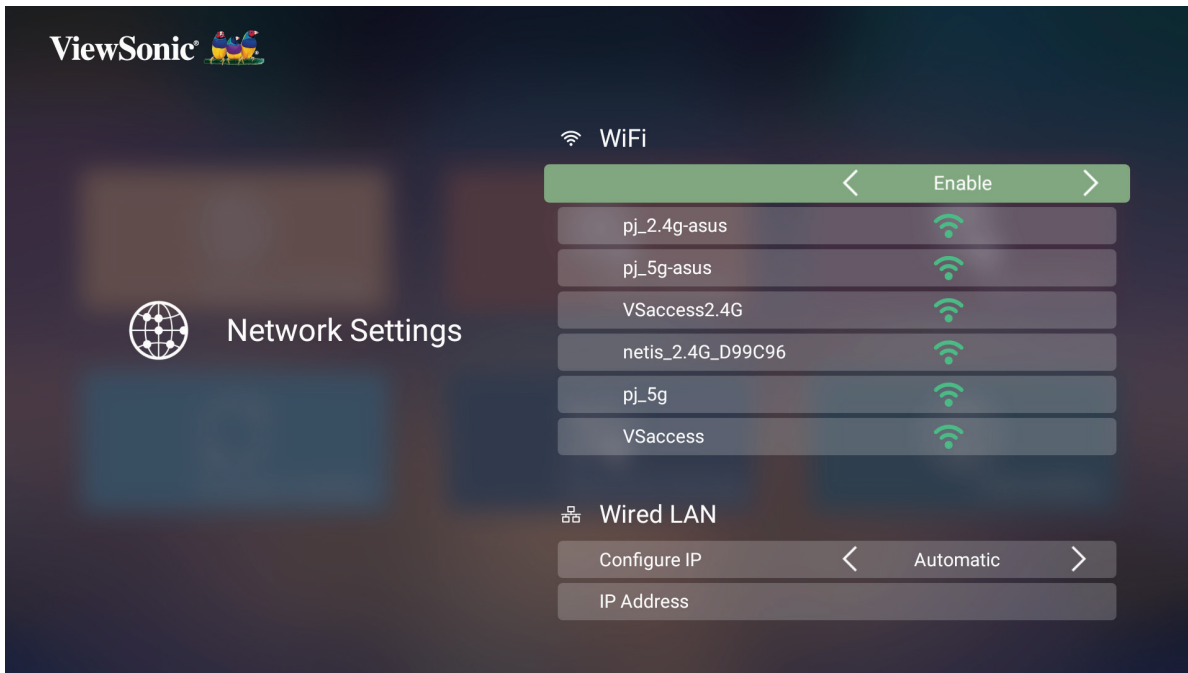 ViewSonic®
WiFi
Enable
pj_2.4g-asus
pj_5g-asus
VSaccess2.4G
netis_2.4G_D99C96
pj_5g
VSaccess
Network Settings
Wired LAN
Configure IP Automatic
IP Address